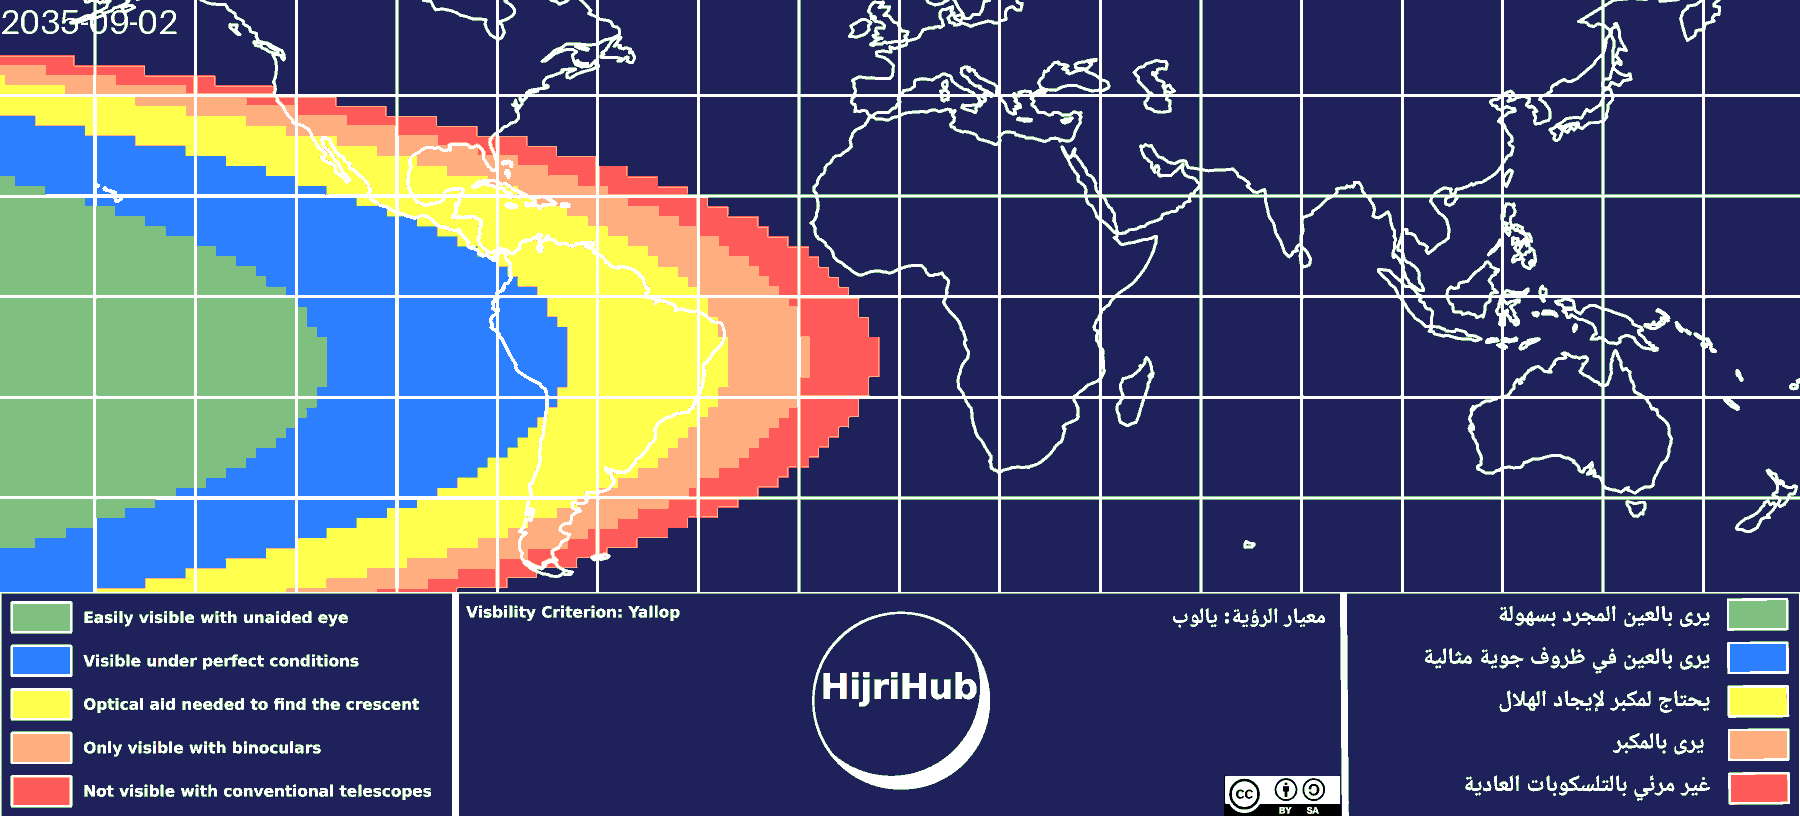 2035-09-02
Easily visible with unaided eye
Visible under perfect conditions
Optical aid needed to find the crescent
Only visible with binoculars
Not visible with conventional telescopes
Visbility Criterion: Yallop
معيار الرؤية: يالوب
HijriHub
cc
BY SA
يرى بالعين المجرد بسهولة
يرى بالعين في ظروف جوية مثالية
يحتاج لمكبر لإيجاد الهلال
يرى بالمكبر
غير مرئي بالتلسكوبات العادية